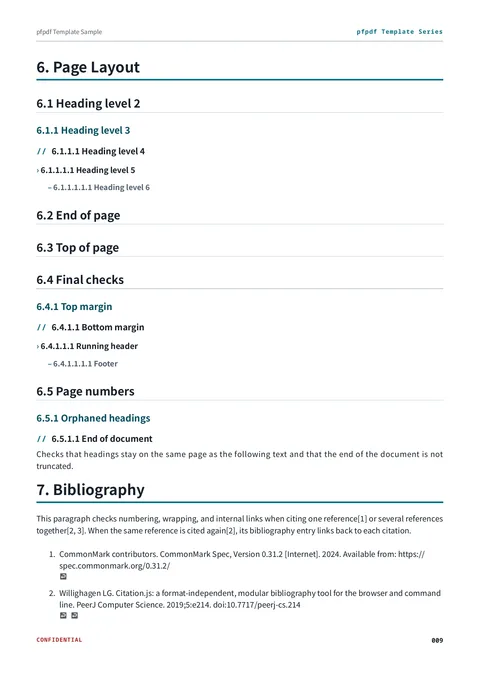 pfpdf Template Sample
pfpdf Template Series
6. Page Layout
6.1 Heading level 2
6.1.1 Heading level 3
// 6.1.1.1 Heading level 4
› 6.1.1.1.1 Heading level 5
– 6.1.1.1.1.1 Heading level 6
6.2 End of page
6.3 Top of page
6.4 Final checks
6.4.1 Top margin
// 6.4.1.1 Bottom margin
› 6.4.1.1.1 Running header
– 6.4.1.1.1.1 Footer
6.5 Page numbers
6.5.1 Orphaned headings
// 6.5.1.1 End of document
Checks that headings stay on the same page as the following text and that the end of the document is not
truncated.
7. Bibliography
This paragraph checks numbering, wrapping, and internal links when citing one reference[1] or several references
together[2, 3]. When the same reference is cited again[2], its bibliography entry links back to each citation.
1. CommonMark contributors. CommonMark Spec, Version 0.31.2 [Internet]. 2024. Available from: https://
spec.commonmark.org/0.31.2/
2. Willighagen LG. Citation.js: a format-independent, modular bibliography tool for the browser and command
line. PeerJ Computer Science. 2019;5:e214. doi:10.7717/peerj-cs.214
CONFIDENTIAL
009